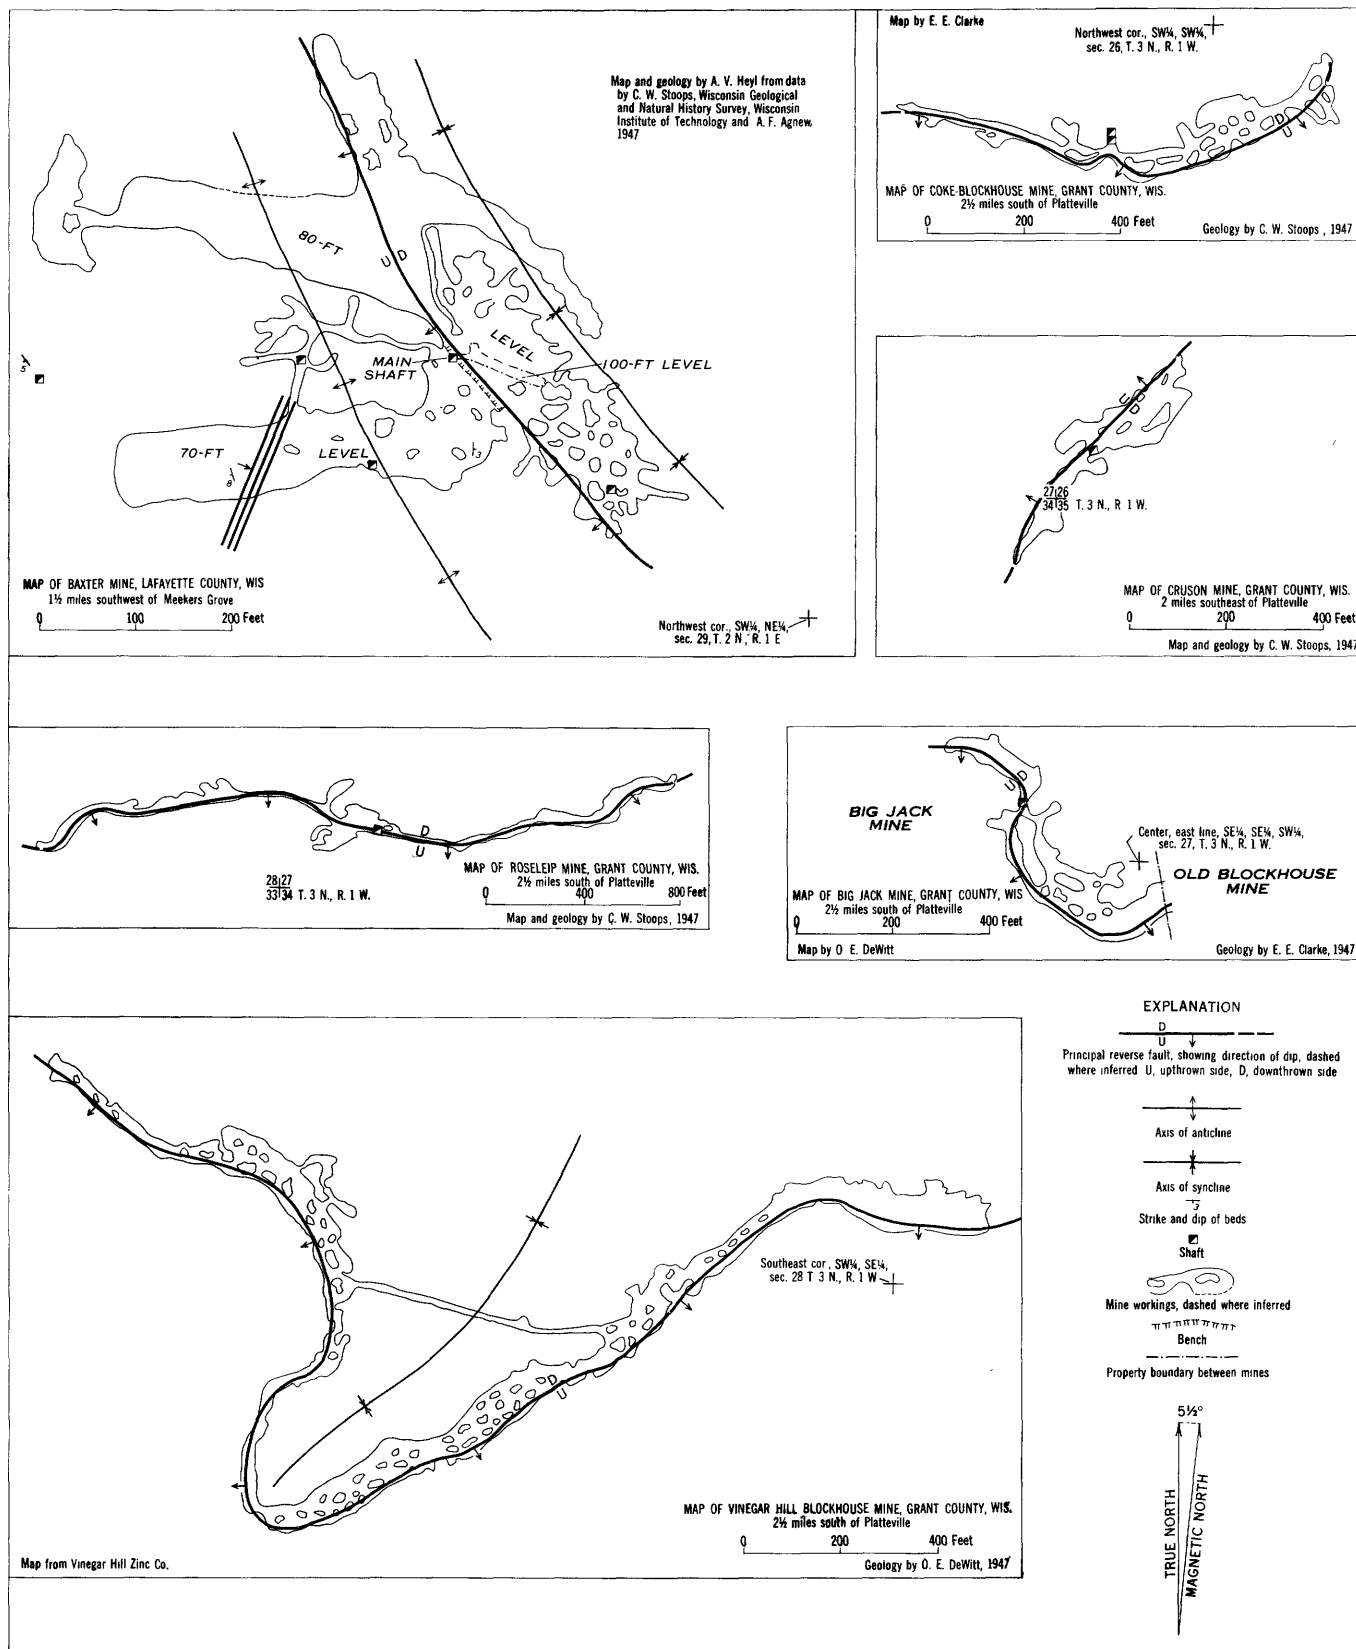 Map and geology by A. V. Heyl from data
by C. W. Stoops, Wisconsin Geological
and Natural History Survey, Wisconsin
Institute of Technology and A. F. Agnew,
1947
80-FT
U D
LEVEL
MAIN
SHAFT
100-FT LEVEL
5
70-FT
LEVEL
3
8
MAP OF BAXTER MINE, LAFAYETTE COUNTY, WIS
1½ miles southwest of Meekers Grove
0 100 200 Feet
Northwest cor., SW¼, NE¼,
sec. 29, T. 2 N, R. 1 E
Map by E. E. Clarke
Northwest cor., SW¼, SW¼,
sec. 26, T. 3 N., R. 1 W.
D
U
MAP OF COKE-BLOCKHOUSE MINE, GRANT COUNTY, WIS.
2½ miles south of Platteville
0 200 400 Feet
Geology by C. W. Stoops, 1947
U D
27 26
34 35 T. 3 N., R 1 W.
MAP OF CRUSON MINE, GRANT COUNTY, WIS.
2 miles southeast of Platteville
0 200 400 Feet
Map and geology by C. W. Stoops, 1947
D
U
28 27
33 34 T. 3 N., R. 1 W.
MAP OF ROSELEIP MINE, GRANT COUNTY, WIS.
2½ miles south of Platteville
0 400 800 Feet
Map and geology by C. W. Stoops, 1947
U D
BIG JACK
MINE
Center, east line, SE¼, SE¼, SW¼,
sec. 27, T. 3 N., R. 1 W.
OLD BLOCKHOUSE
MINE
MAP OF BIG JACK MINE, GRANT COUNTY, WIS
2½ miles south of Platteville
0 200 400 Feet
Map by O E. DeWitt
Geology by E. E. Clarke, 1947
Southeast cor, SW¼, SE¼,
sec. 28 T 3 N., R. 1 W
D
U
MAP OF VINEGAR HILL BLOCKHOUSE MINE, GRANT COUNTY, WIS.
2½ miles south of Platteville
0 200 400 Feet
Map from Vinegar Hill Zinc Co.
Geology by O. E. DeWitt, 1947
EXPLANATION
D
U
Principal reverse fault, showing direction of dip, dashed
where inferred U, upthrown side, D, downthrown side
Axis of anticline
Axis of syncline
3
Strike and dip of beds
Shaft
Mine workings, dashed where inferred
Bench
Property boundary between mines
5½°
TRUE NORTH
MAGNETIC NORTH